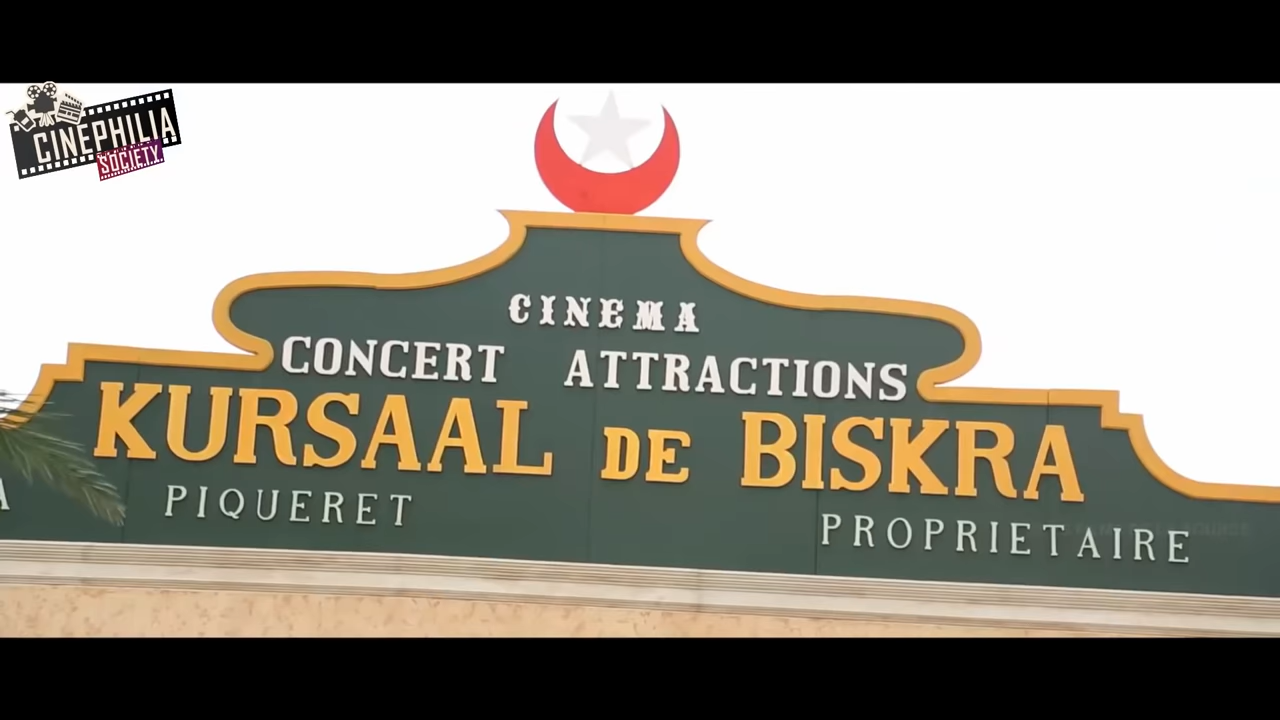 CINEPHILIA
SOCIETY
CINEMA
CONCERT ATTRACTIONS
KURSAAL DE BISKRA
PIQUERET PROPRIETAIRE